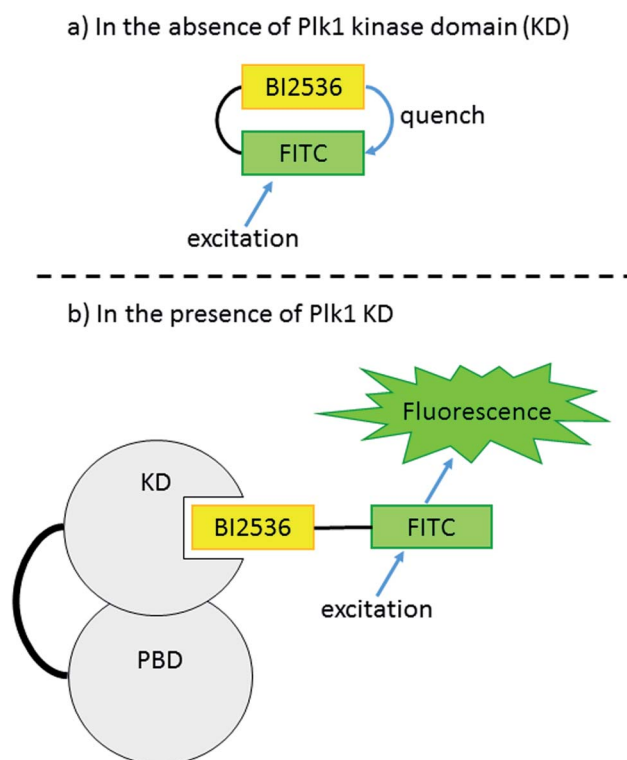 a) In the absence of Plk1 kinase domain (KD)
BI2536
quench
FITC
excitation
b) In the presence of Plk1 KD
Fluorescence
KD
BI2536
FITC
excitation
PBD